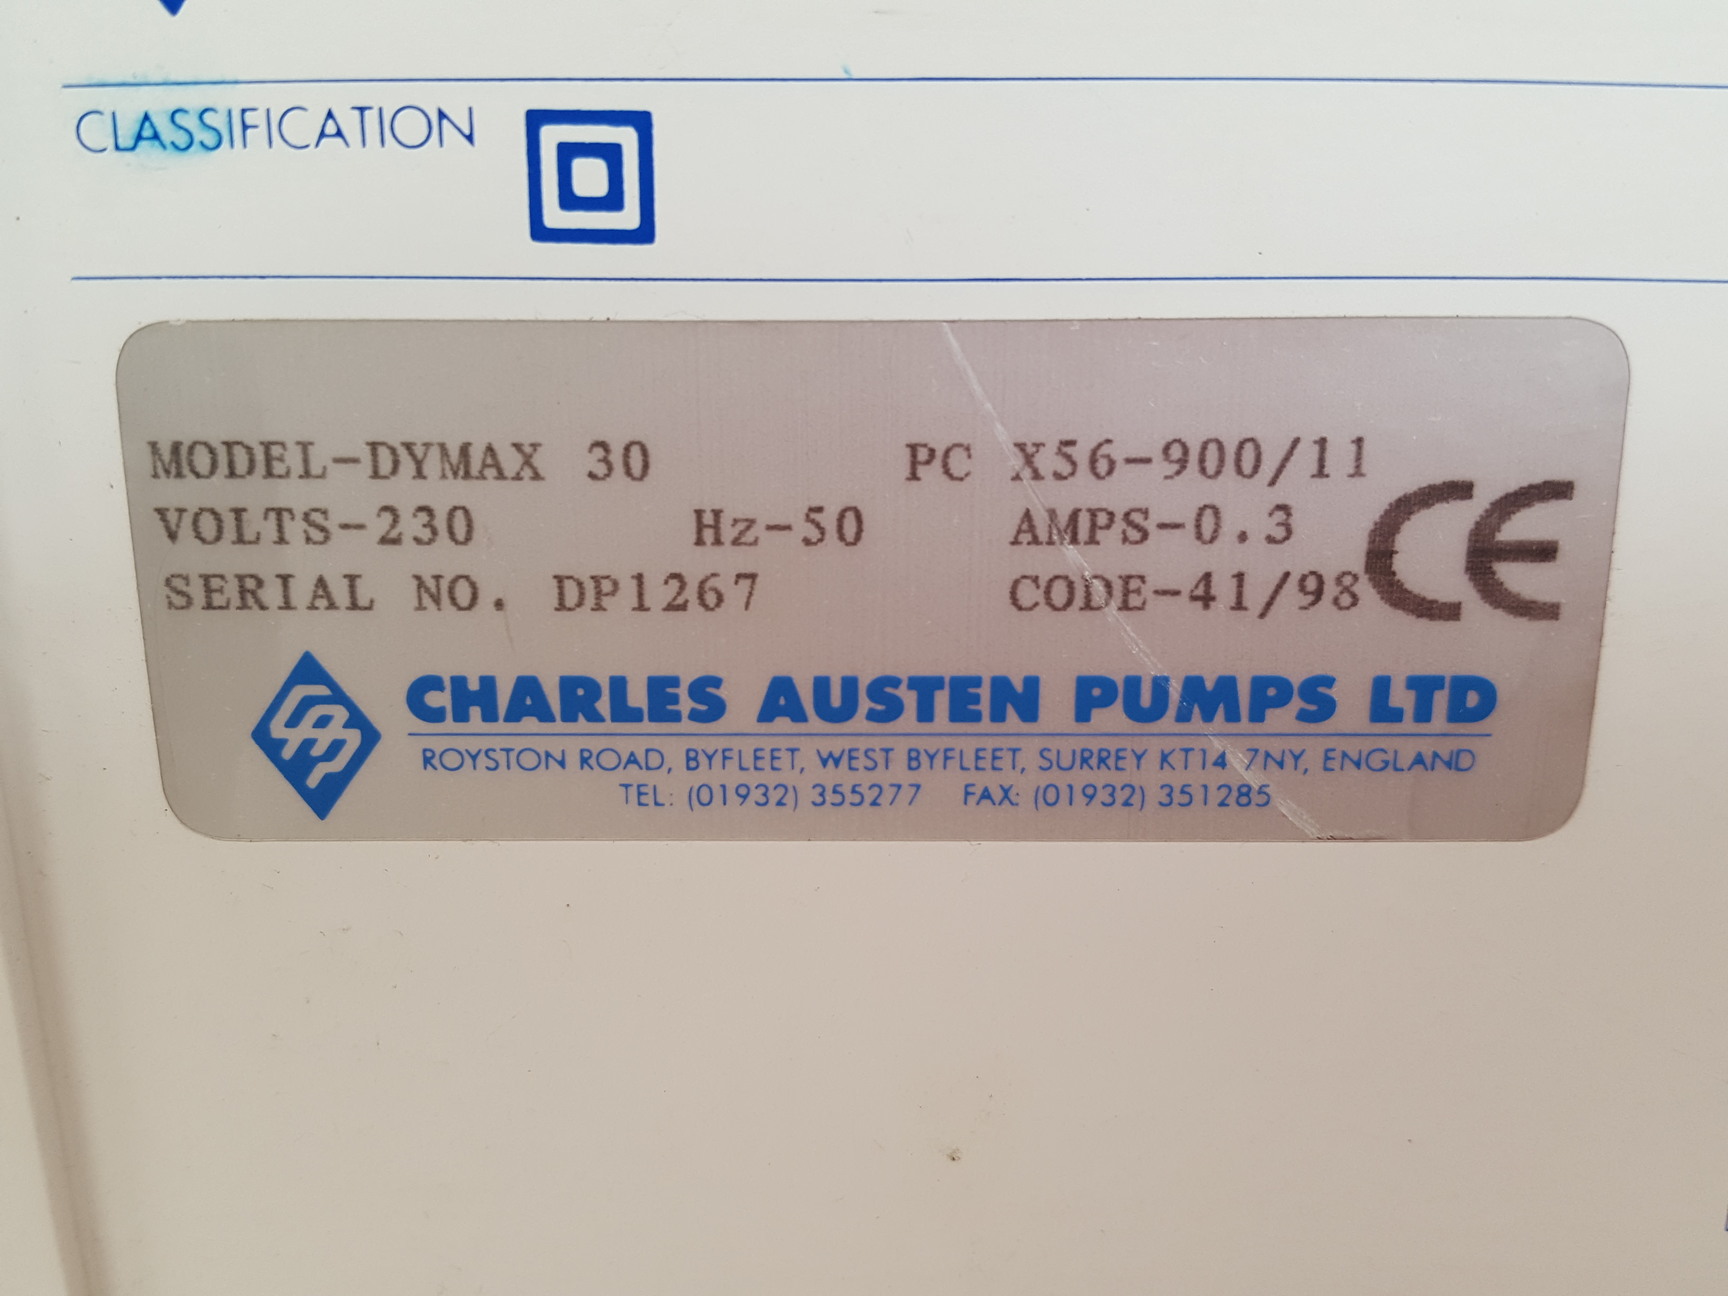 CLASSIFICATION
MODEL-DYMAX 30 PC X56-900/11
VOLTS-230 Hz-50 AMPS-0.3
SERIAL NO. DP1267 CODE-41/98 CE
CHARLES AUSTEN PUMPS LTD
ROYSTON ROAD, BYFLEET, WEST BYFLEET, SURREY KT14 7NY, ENGLAND
TEL: (01932) 355277 FAX: (01932) 351285